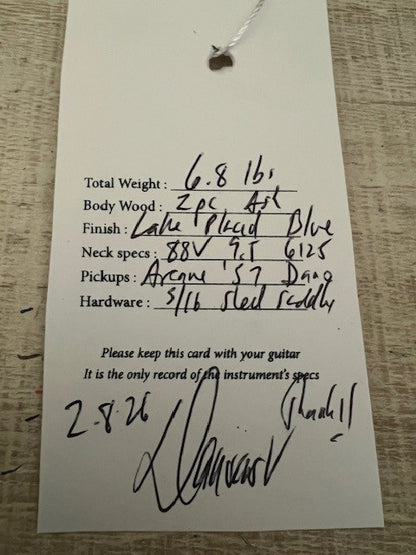 Total Weight : 6.8 lbs
Body Wood : 2pc Ash
Finish : Lake Placid Blue
Neck specs : 88V 9.5 6125
Pickups : Arcane '57 Dano
Hardware : 5/16 steel saddles
Please keep this card with your guitar
It is the only record of the instrument's specs
2.8.26 Thank!!